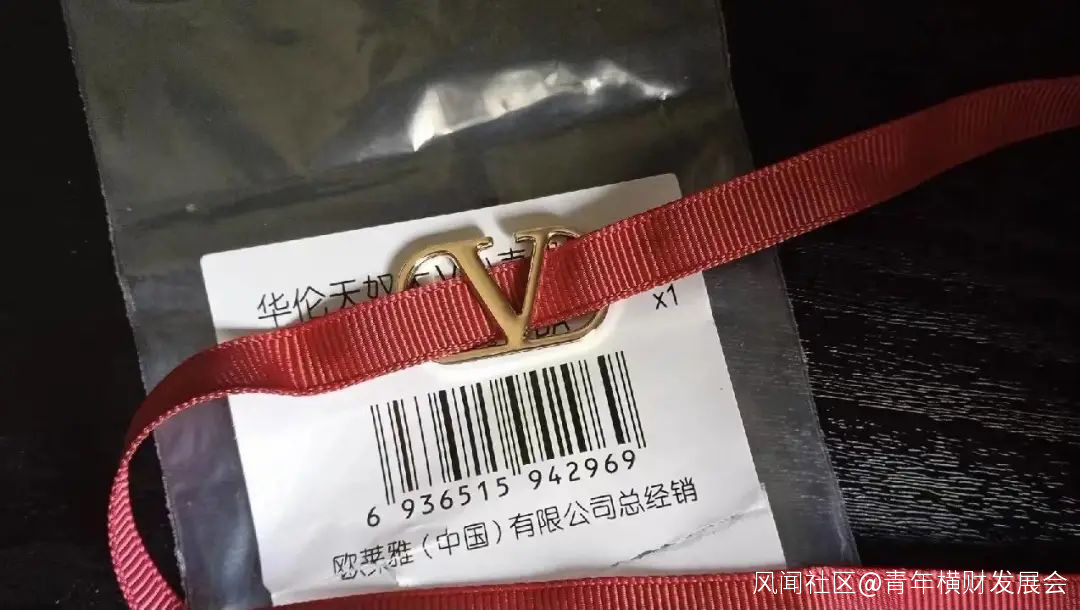 华伦天奴
V
x1
6 936515 942969
欧莱雅(中国)有限公司总经销
风闻社区@青年横财发展会